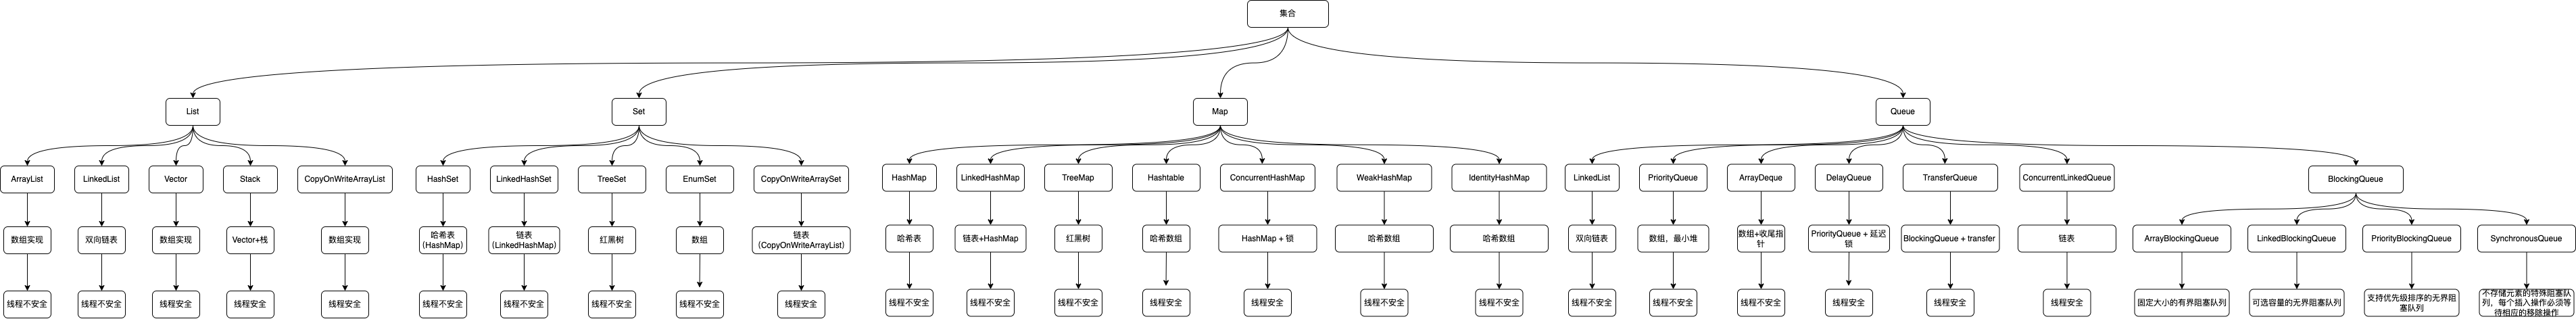 集合
List
Set
Map
Queue
ArrayList
LinkedList
Vector
Stack
CopyOnWriteArrayList
HashSet
LinkedHashSet
TreeSet
EnumSet
CopyOnWriteArraySet
HashMap
LinkedHashMap
TreeMap
Hashtable
ConcurrentHashMap
WeakHashMap
IdentityHashMap
LinkedList
PriorityQueue
ArrayDeque
DelayQueue
TransferQueue
ConcurrentLinkedQueue
BlockingQueue
数组实现
双向链表
数组实现
Vector+栈
数组实现
哈希表
(HashMap)
链表
(LinkedHashMap)
红黑树
数组
链表
(CopyOnWriteArrayList)
哈希表
链表+HashMap
红黑树
哈希数组
HashMap + 锁
哈希数组
哈希数组
双向链表
数组，最小堆
数组+收尾指
针
PriorityQueue + 延迟
锁
BlockingQueue + transfer
链表
ArrayBlockingQueue
LinkedBlockingQueue
PriorityBlockingQueue
SynchronousQueue
线程不安全
线程不安全
线程安全
线程安全
线程安全
线程不安全
线程不安全
线程不安全
线程不安全
线程安全
线程不安全
线程不安全
线程不安全
线程安全
线程安全
线程不安全
线程不安全
线程不安全
线程不安全
线程不安全
线程安全
线程安全
线程安全
固定大小的有界阻塞队列
可选容量的无界阻塞队列
支持优先级排序的无界阻
塞队列
不存储元素的特殊阻塞队
列，每个插入操作必须等
待相应的移除操作